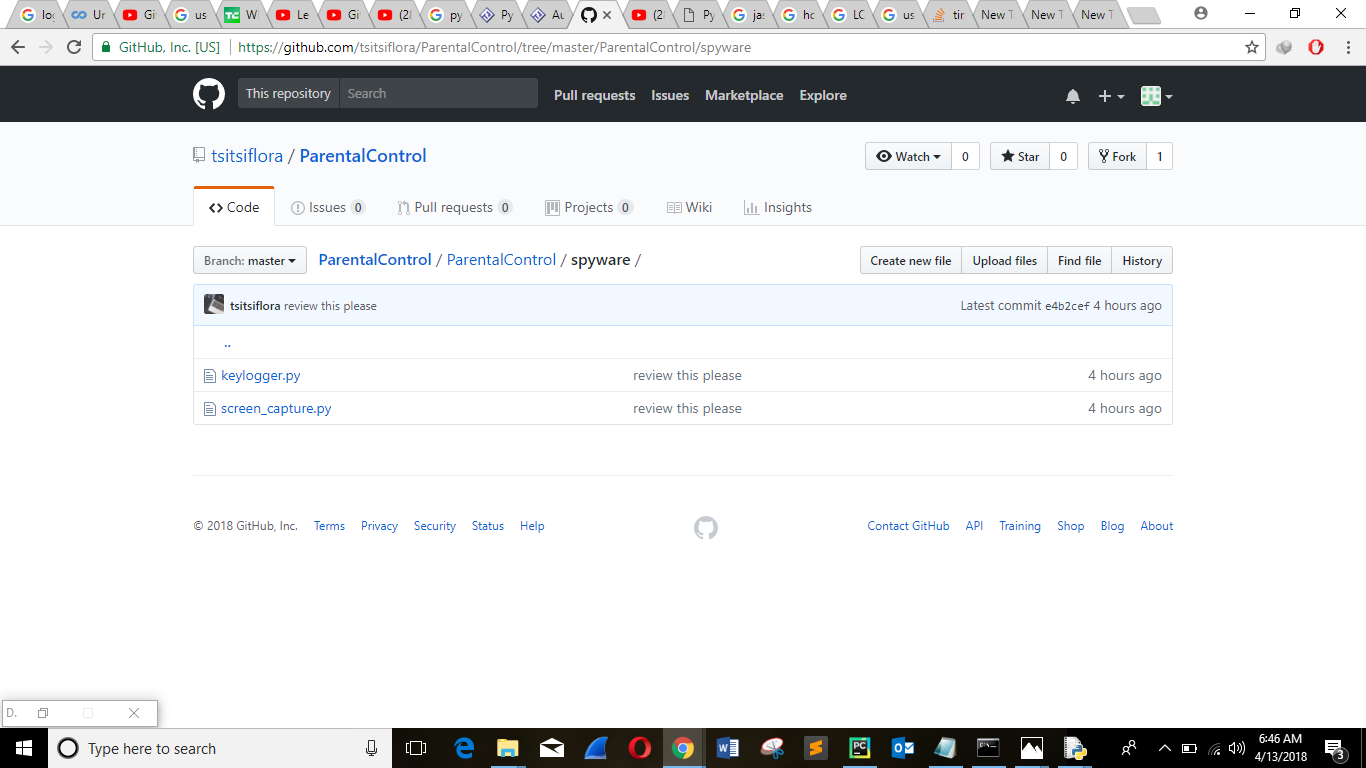 log Ur Git us W Le Git (2 py Py Au (2 Py jas ho LO us tir New T New T New T
GitHub, Inc. [US] https://github.com/tsitsiflora/ParentalControl/tree/master/ParentalControl/spyware
This repository Search Pull requests Issues Marketplace Explore
tsitsiflora / ParentalControl Watch 0 Star 0 Fork 1
Code Issues 0 Pull requests 0 Projects 0 Wiki Insights
Branch: master ParentalControl / ParentalControl / spyware / Create new file Upload files Find file History
tsitsiflora review this please Latest commit e4b2cef 4 hours ago
..
keylogger.py review this please 4 hours ago
screen_capture.py review this please 4 hours ago
© 2018 GitHub, Inc. Terms Privacy Security Status Help Contact GitHub API Training Shop Blog About
D.
Type here to search 6:46 AM
4/13/2018 3